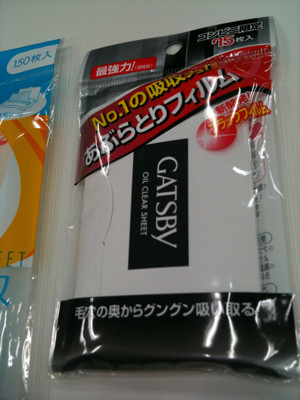 150枚入
コンビニ限定
15枚入
最強力!
No.1の吸収
あぶらとりフィルム
GATSBY
OIL CLEAR SHEET
毛穴の奥からグングン吸い取る
EET